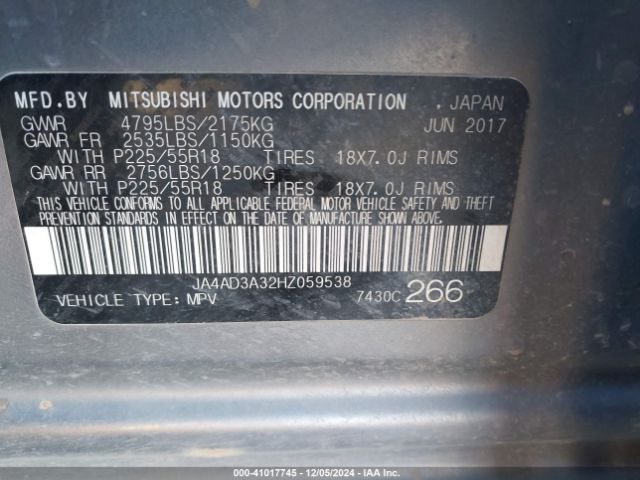 MFD.BY MITSUBISHI MOTORS CORPORATION . JAPAN
GVWR 4795LBS/2175KG JUN 2017
GAWR FR 2535LBS/1150KG
WITH P225/55R18 TIRES 18X7.0J RIMS
GAWR RR 2756LBS/1250KG
WITH P225/55R18 TIRES 18X7.0J RIMS
THIS VEHICLE CONFORMS TO ALL APPLICABLE FEDERAL MOTOR VEHICLE SAFETY AND THEFT
PREVENTION STANDARDS IN EFFECT ON THE DATE OF MANUFACTURE SHOWN ABOVE.
JA4AD3A32HZ059538
VEHICLE TYPE: MPV 7430C 266
000-41017745 - 12/05/2024 - IAA, Inc.